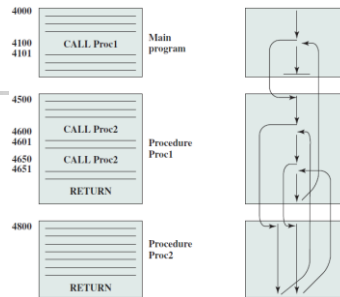 4000
4100 CALL Proc1
4101
Main
program
4500
4600 CALL Proc2
4601
4650 CALL Proc2
4651
RETURN
Procedure
Proc1
4800
RETURN
Procedure
Proc2